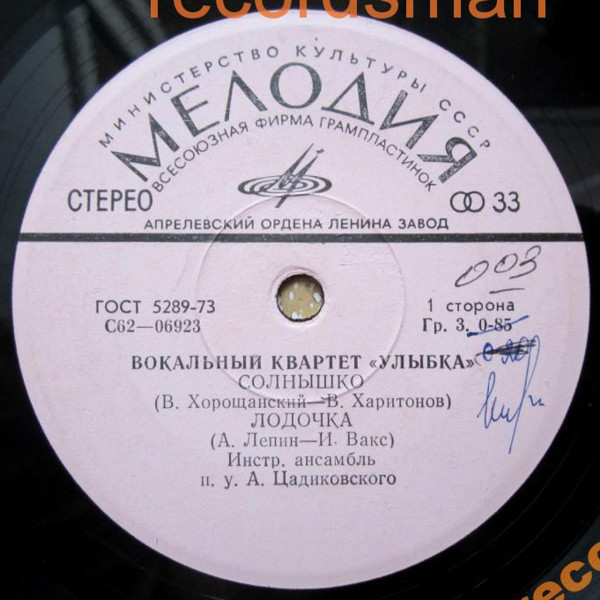 recordsman
МИНИСТЕРСТВО КУЛЬТУРЫ СССР
МЕЛОДИЯ
ВСЕСОЮЗНАЯ ФИРМА ГРАМПЛАСТИНОК
СТЕРЕО
33
АПРЕЛЕВСКИЙ ОРДЕНА ЛЕНИНА ЗАВОД
003
ГОСТ 5289-73
1 сторона
С62—06923
Гр. 3. 0-85
ВОКАЛЬНЫЙ КВАРТЕТ «УЛЫБКА»
СОЛНЫШКО
(В. Хорощанский—В. Харитонов)
ЛОДОЧКА
(А. Лепин—И. Вакс)
Инстр. ансамбль
п. у. А. Цадиковского
reco